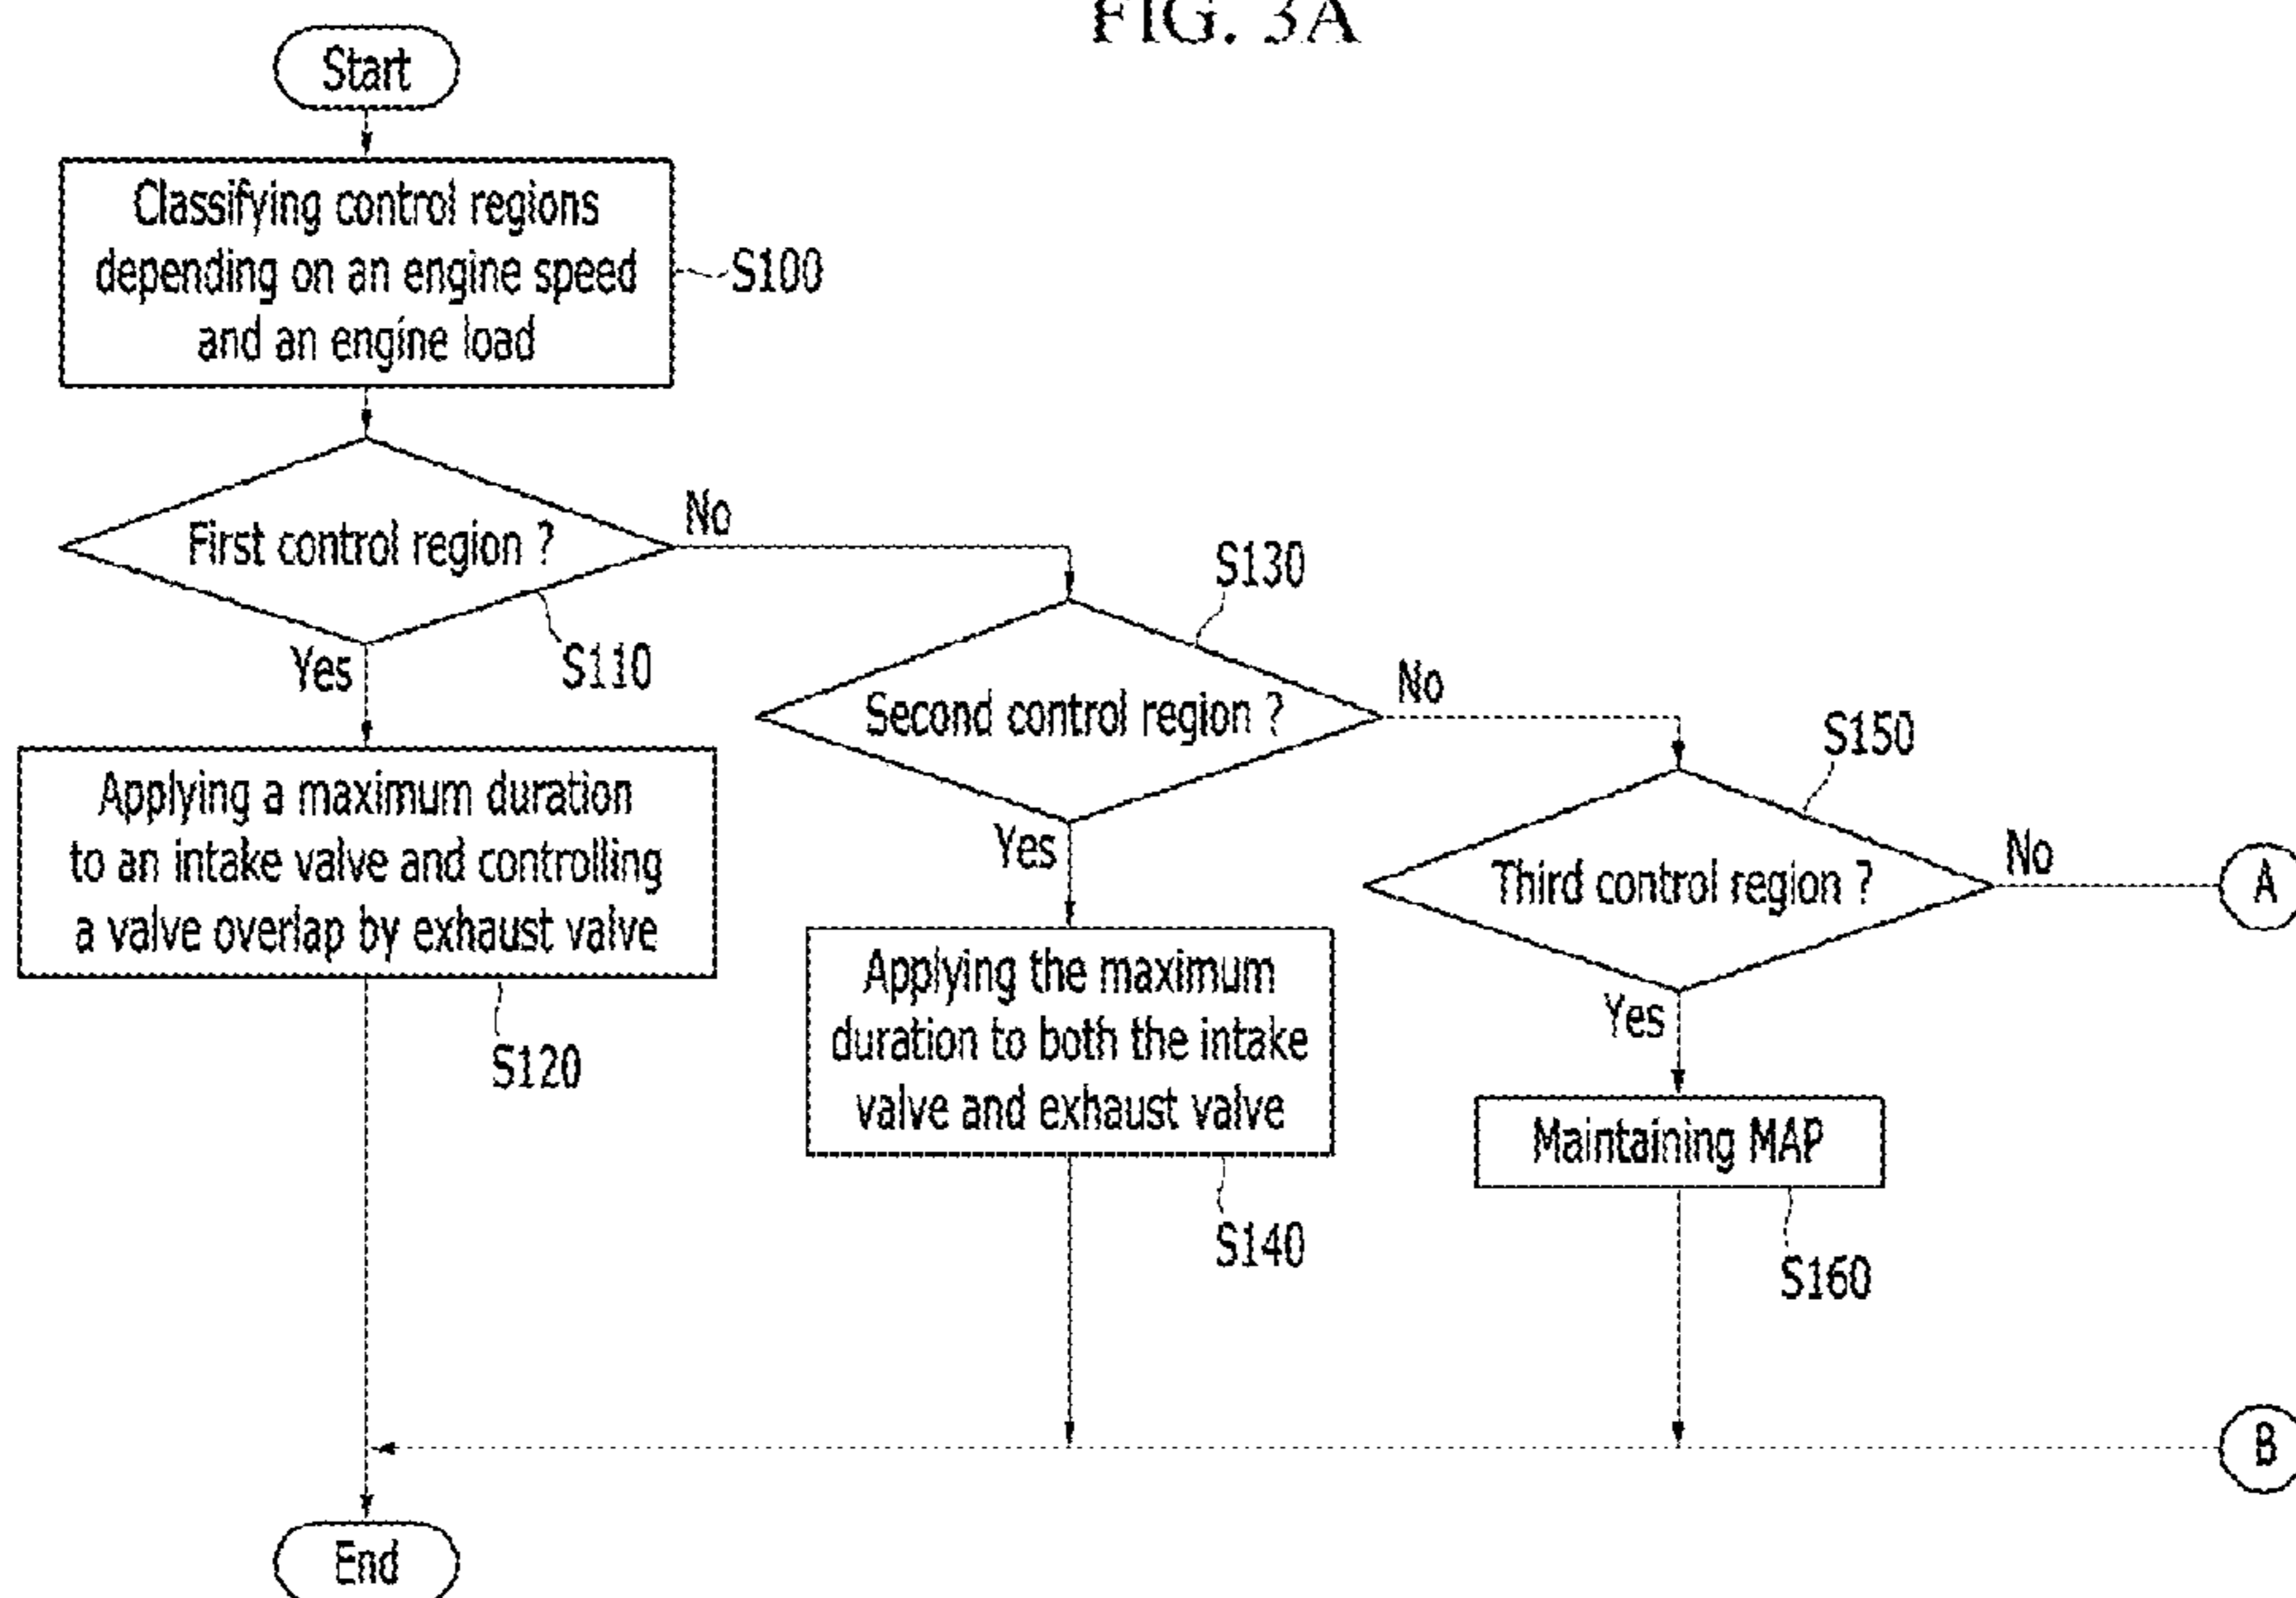 FIG. 3A
Start
Classifying control regions
depending on an engine speed
and an engine load
S100
First control region ?
No
S110
Yes
S130
Second control region ?
No
Yes
S150
Third control region ?
No
A
Yes
Applying a maximum duration
to an intake valve and controlling
a valve overlap by exhaust valve
S120
Applying the maximum
duration to both the intake
valve and exhaust valve
S140
Maintaining MAP
S160
B
End